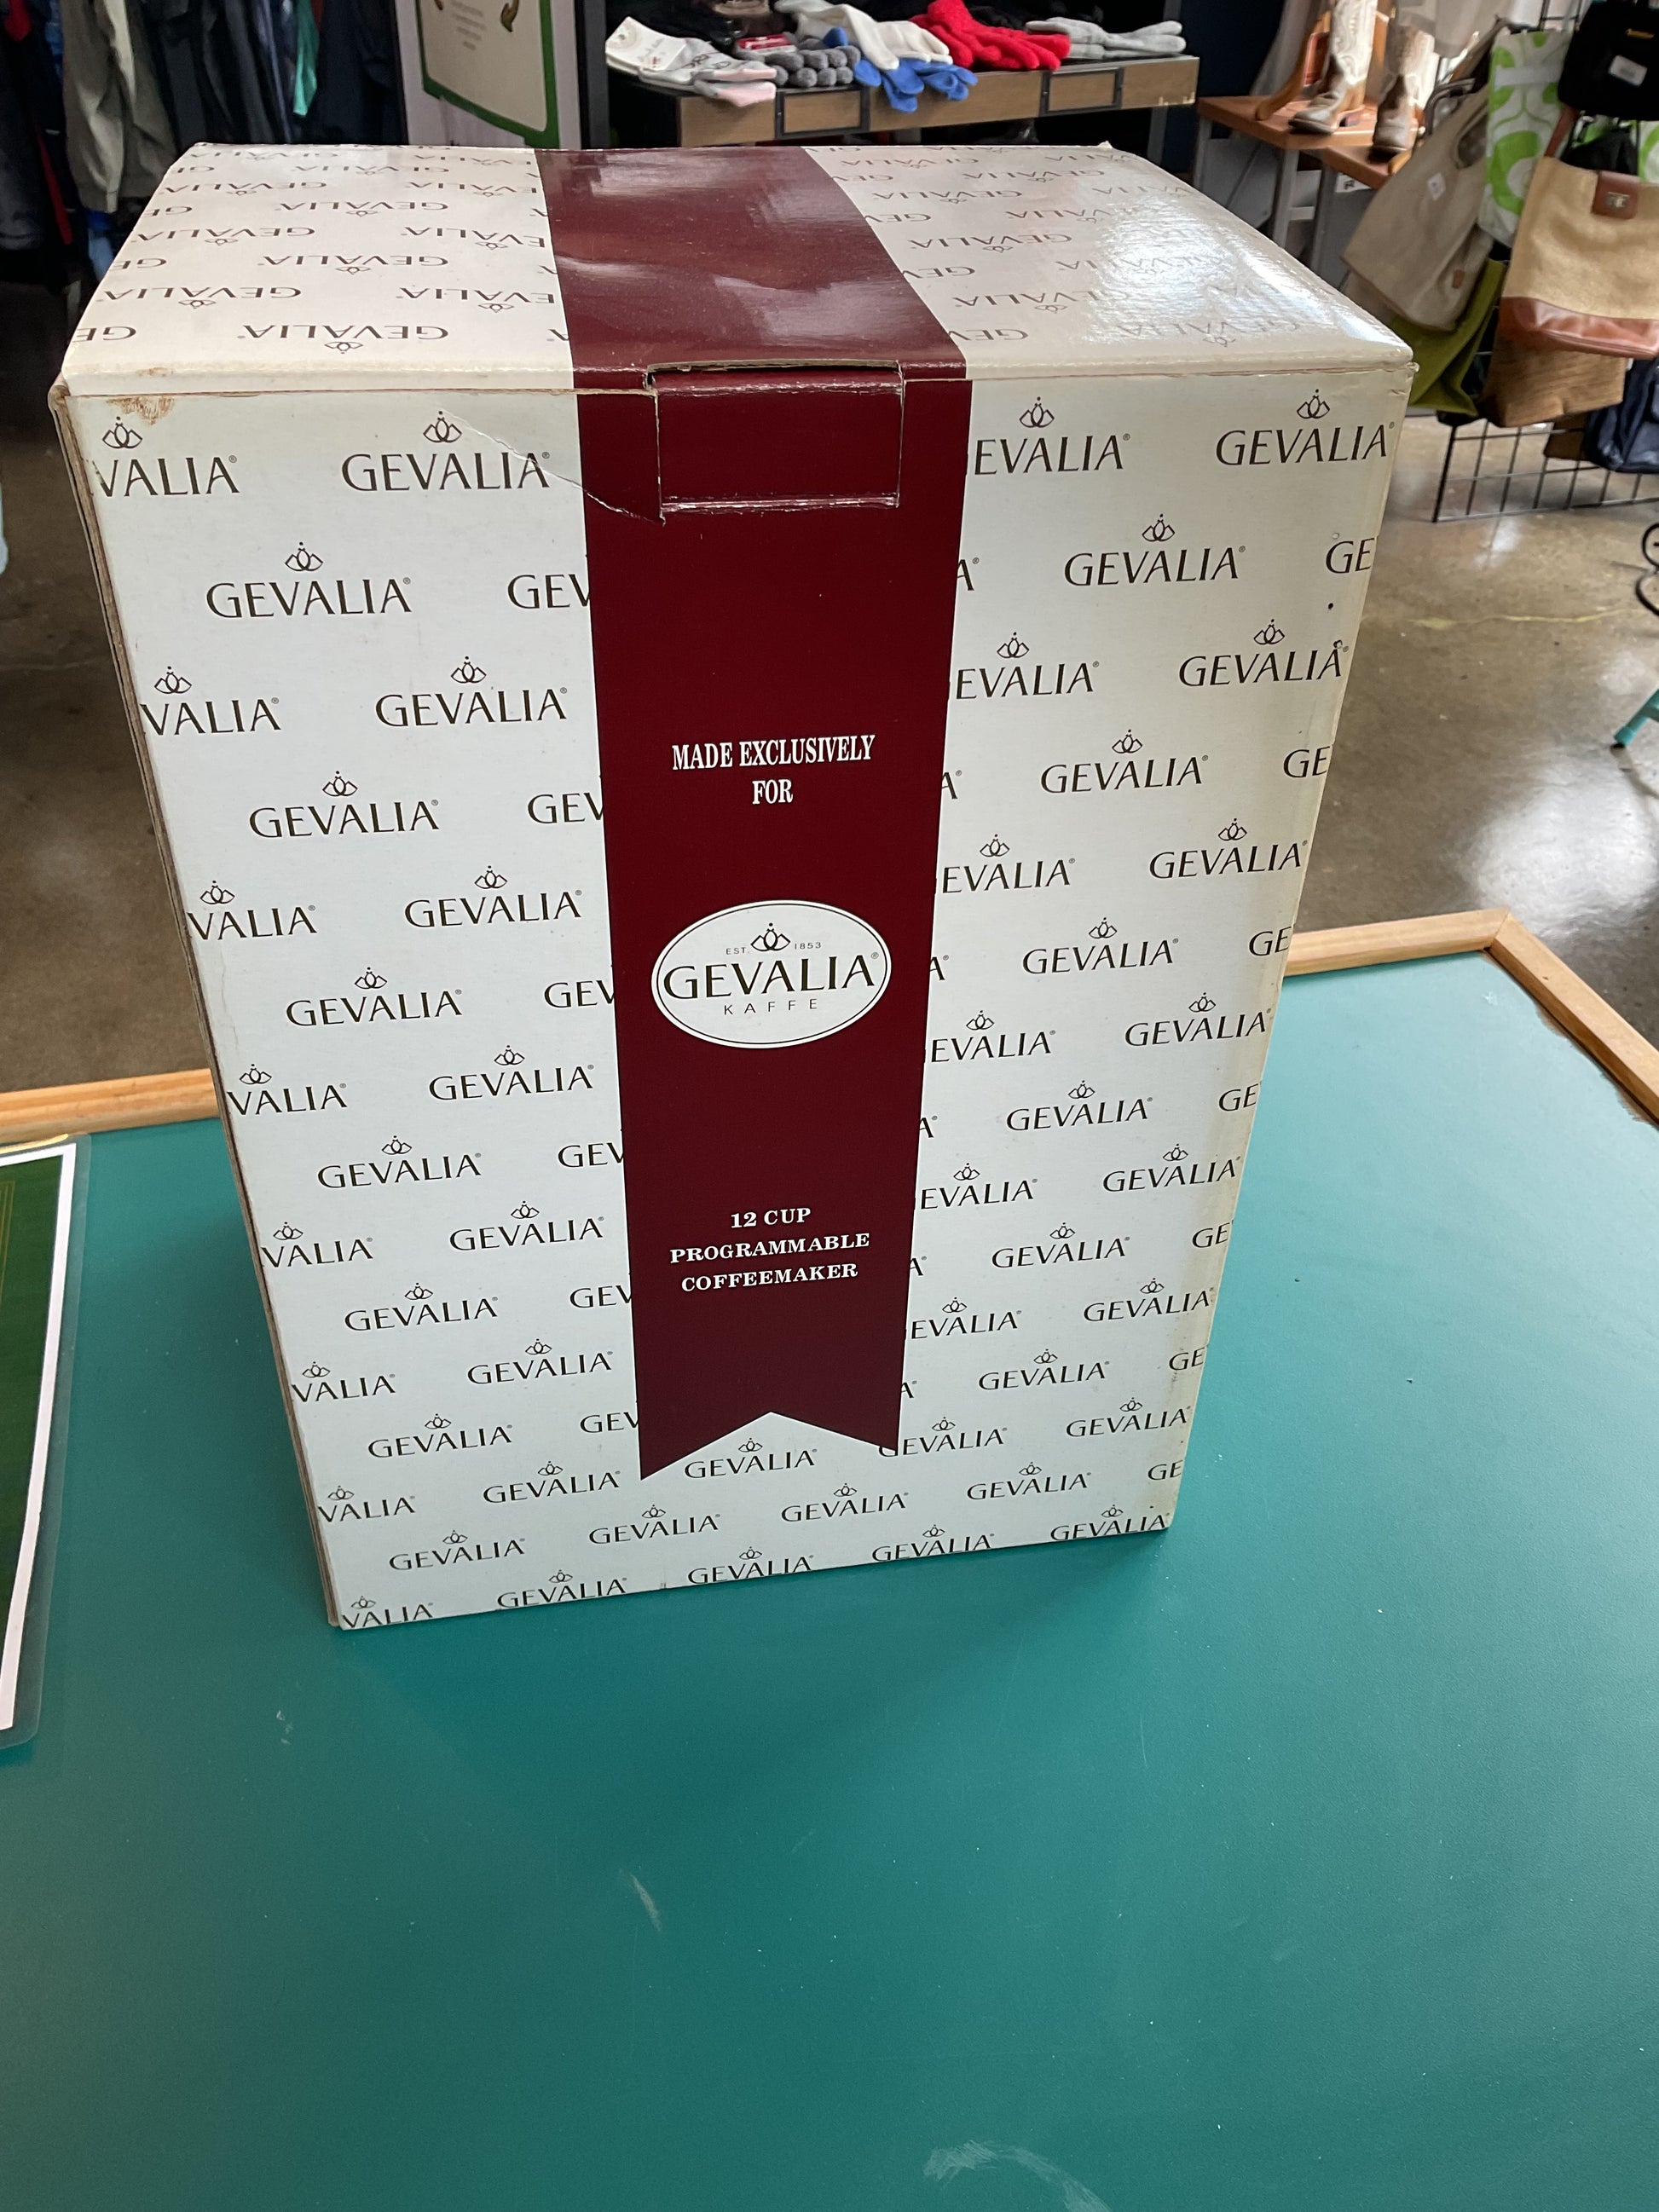 GEVALIA®
MADE EXCLUSIVELY
FOR
EST. 1853
GEVALIA®
KAFFE
12 CUP
PROGRAMMABLE
COFFEEMAKER